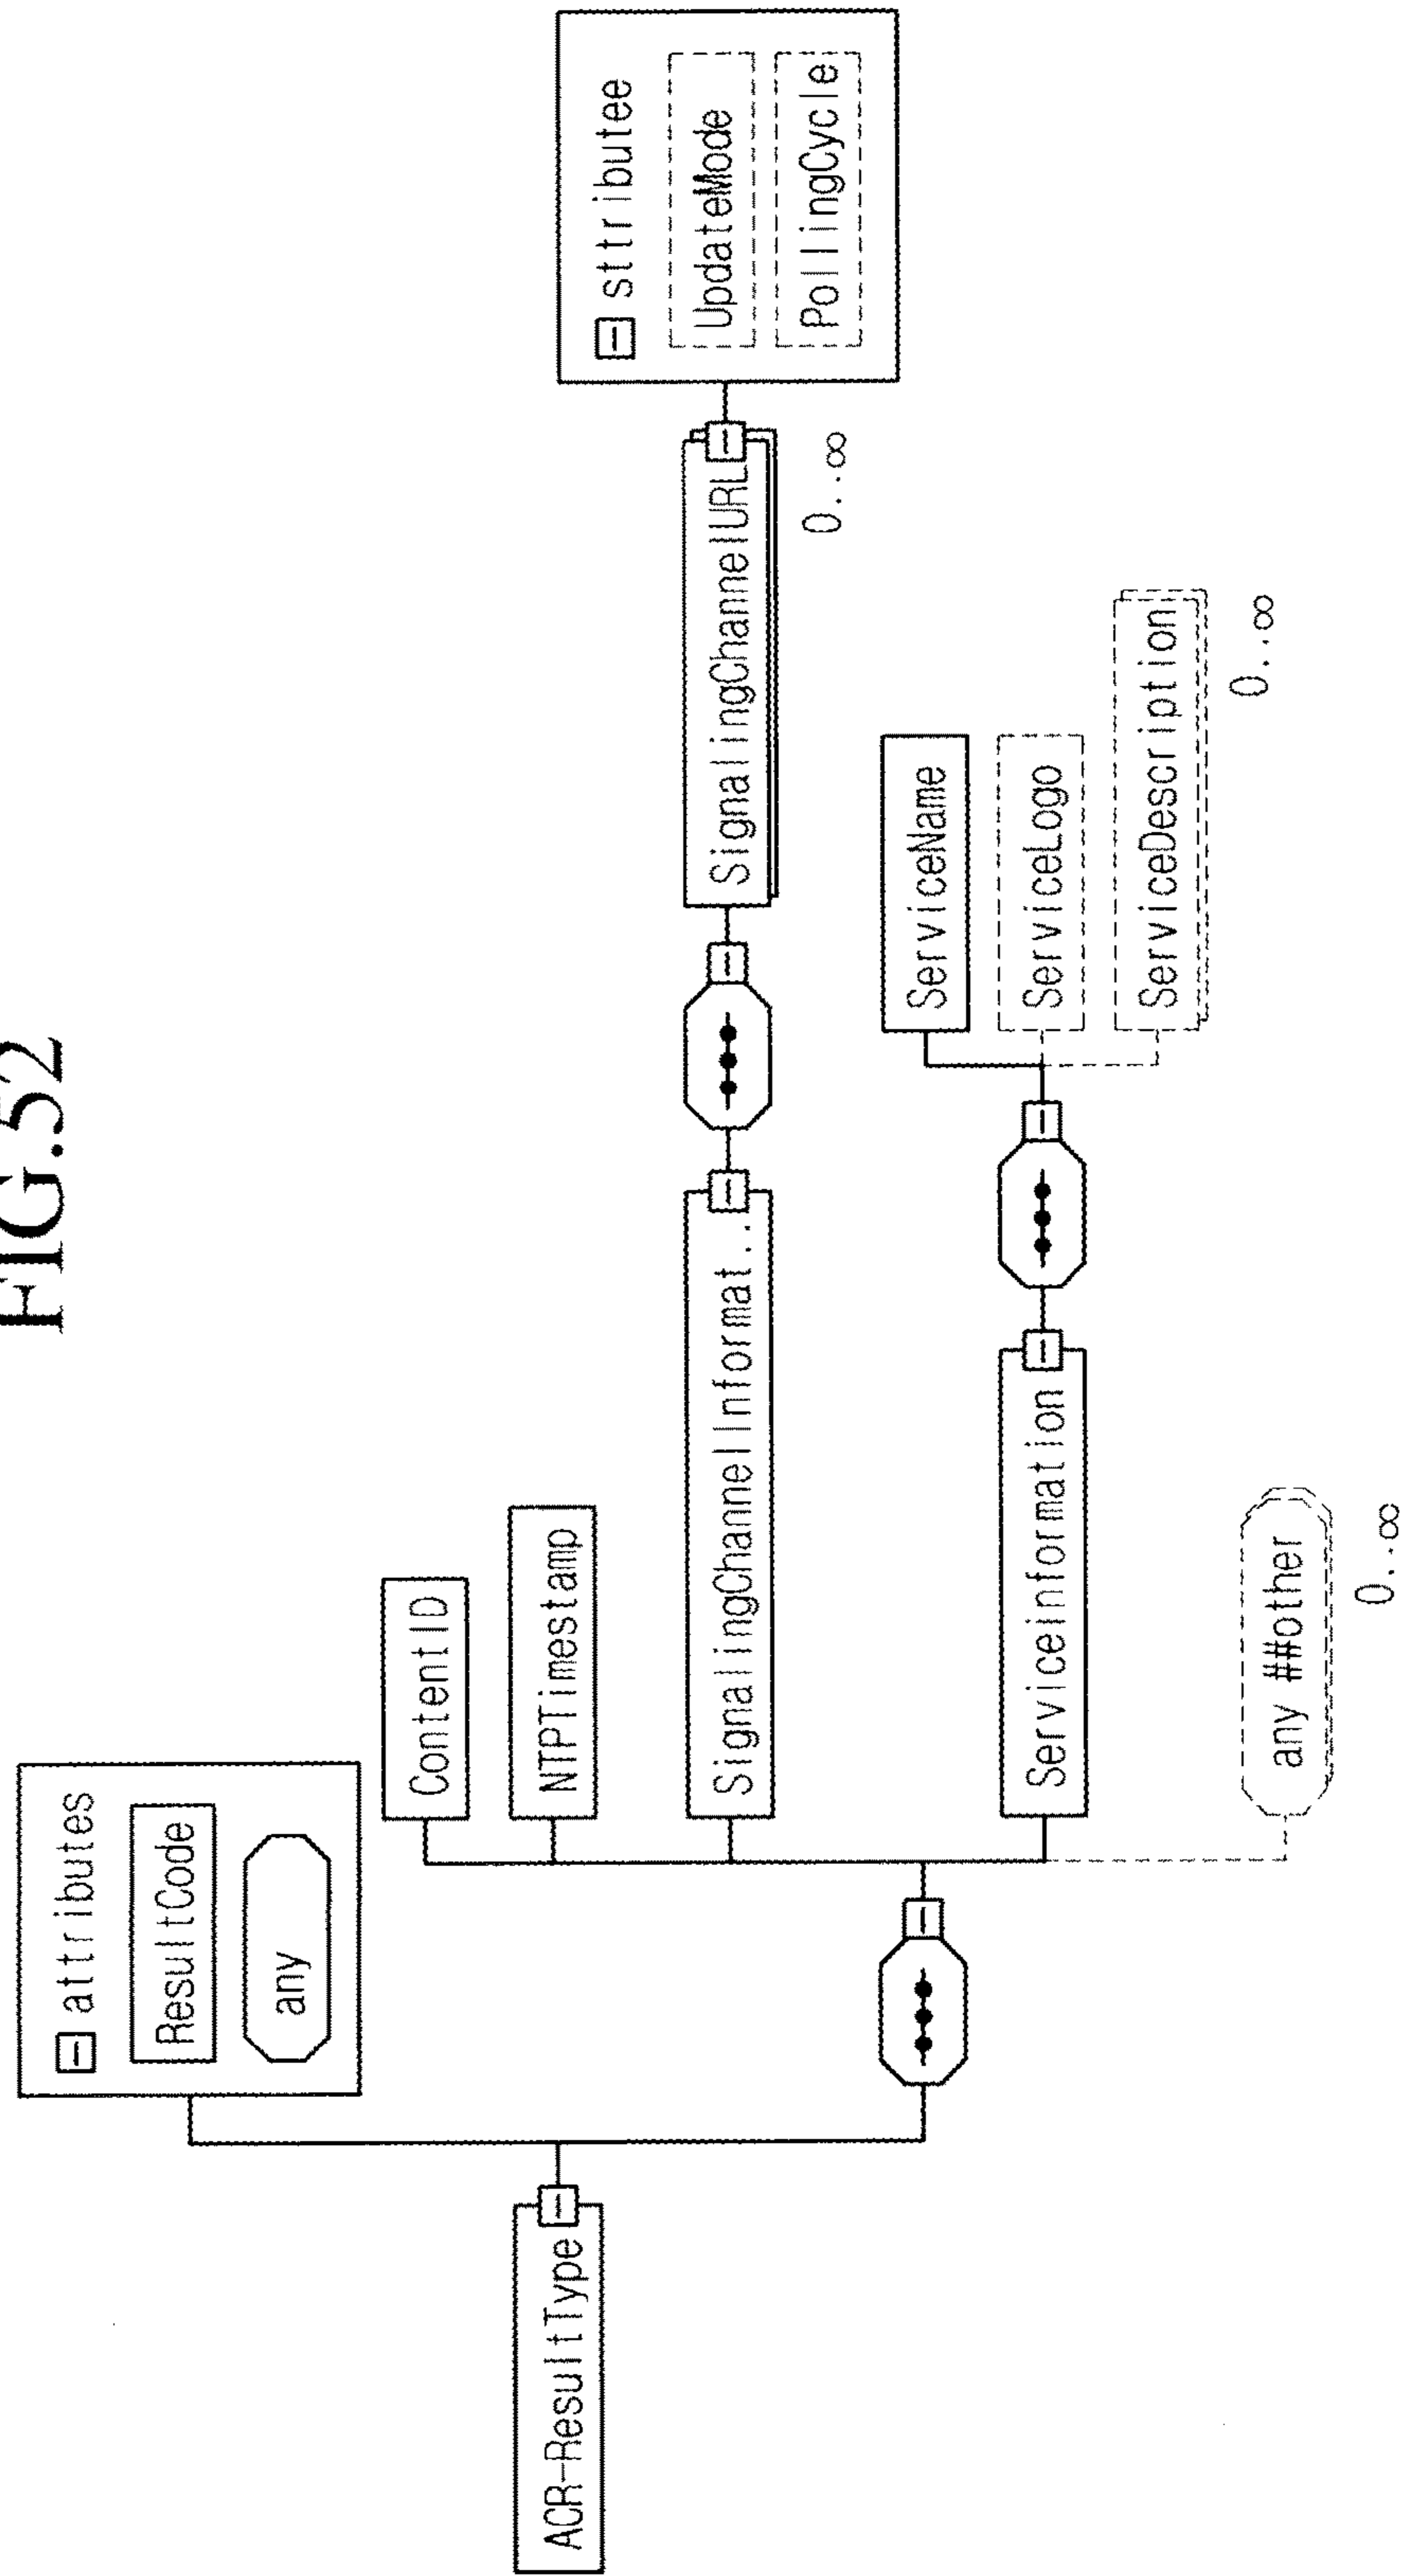 FIG.52
attributes
ResultCode
any
ACR-ResultType
ContentID
NTPTimestamp
SignalingChannelInformat..
SignalingChannelURL
0..∞
sttributee
UpdateMode
PollingCycle
Serviceinformation
ServiceName
ServiceLogo
ServiceDescription
0..∞
any ##other
0..∞